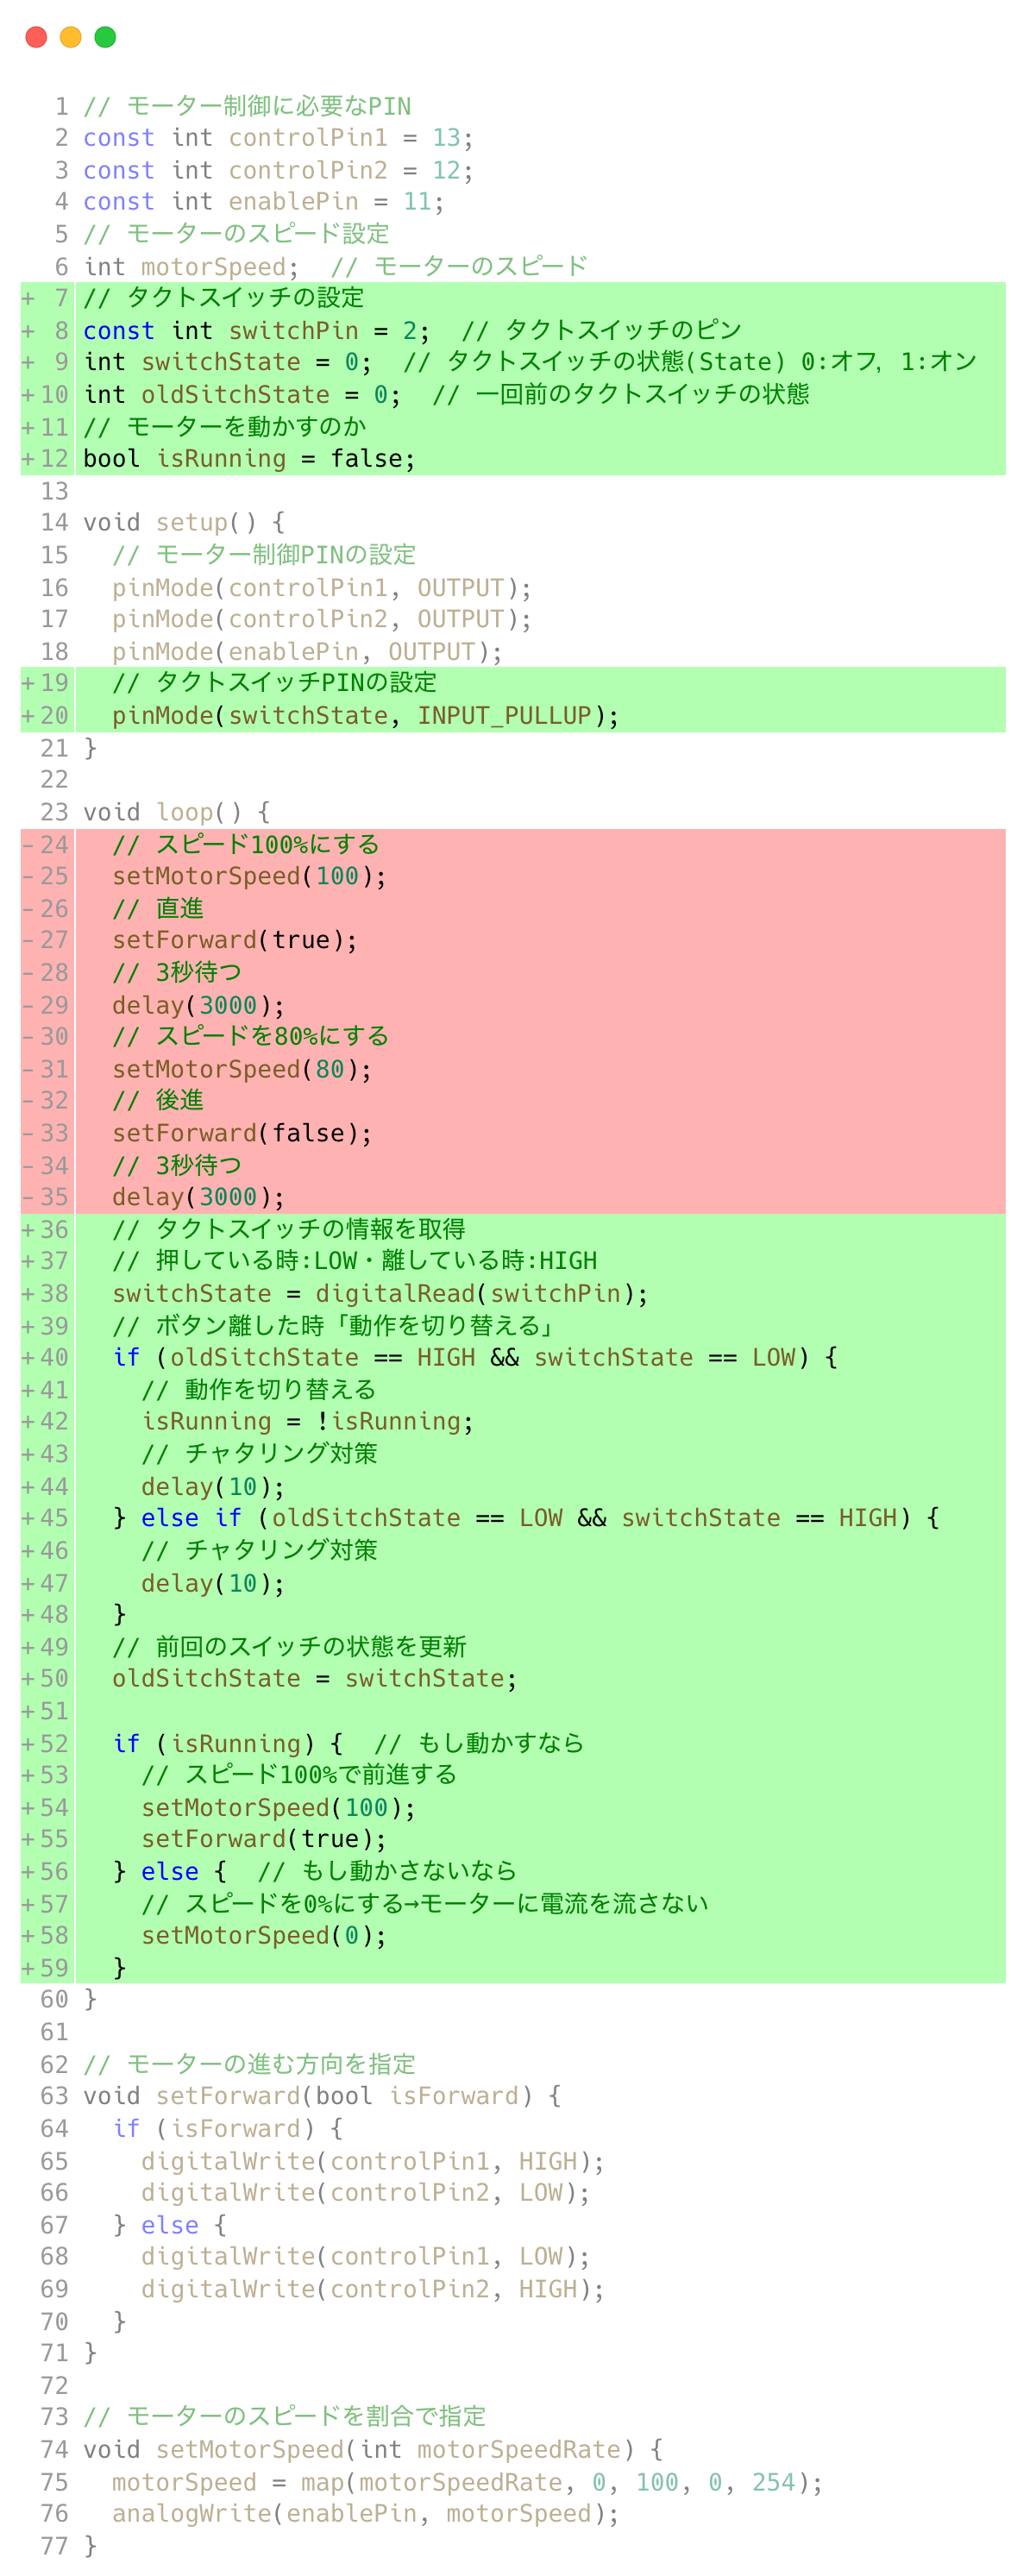 1 // モーター制御に必要なPIN
2 const int controlPin1 = 13;
3 const int controlPin2 = 12;
4 const int enablePin = 11;
5 // モーターのスピード設定
6 int motorSpeed;  // モーターのスピード
+ 7 // タクトスイッチの設定
+ 8 const int switchPin = 2;  // タクトスイッチのピン
+ 9 int switchState = 0;  // タクトスイッチの状態(State) 0:オフ, 1:オン
+ 10 int oldSitchState = 0;  // 一回前のタクトスイッチの状態
+ 11 // モーターを動かすのか
+ 12 bool isRunning = false;
13
14 void setup() {
15   // モーター制御PINの設定
16   pinMode(controlPin1, OUTPUT);
17   pinMode(controlPin2, OUTPUT);
18   pinMode(enablePin, OUTPUT);
+ 19   // タクトスイッチPINの設定
+ 20   pinMode(switchState, INPUT_PULLUP);
21 }
22
23 void loop() {
- 24   // スピード100%にする
- 25   setMotorSpeed(100);
- 26   // 直進
- 27   setForward(true);
- 28   // 3秒待つ
- 29   delay(3000);
- 30   // スピードを80%にする
- 31   setMotorSpeed(80);
- 32   // 後進
- 33   setForward(false);
- 34   // 3秒待つ
- 35   delay(3000);
+ 36   // タクトスイッチの情報を取得
+ 37   // 押している時:LOW・離している時:HIGH
+ 38   switchState = digitalRead(switchPin);
+ 39   // ボタン離した時「動作を切り替える」
+ 40   if (oldSitchState == HIGH && switchState == LOW) {
+ 41     // 動作を切り替える
+ 42     isRunning = !isRunning;
+ 43     // チャタリング対策
+ 44     delay(10);
+ 45   } else if (oldSitchState == LOW && switchState == HIGH) {
+ 46     // チャタリング対策
+ 47     delay(10);
+ 48   }
+ 49   // 前回のスイッチの状態を更新
+ 50   oldSitchState = switchState;
+ 51
+ 52   if (isRunning) {  // もし動かすなら
+ 53     // スピード100%で前進する
+ 54     setMotorSpeed(100);
+ 55     setForward(true);
+ 56   } else {  // もし動かさないなら
+ 57     // スピードを0%にする→モーターに電流を流さない
+ 58     setMotorSpeed(0);
+ 59   }
60 }
61
62 // モーターの進む方向を指定
63 void setForward(bool isForward) {
64   if (isForward) {
65     digitalWrite(controlPin1, HIGH);
66     digitalWrite(controlPin2, LOW);
67   } else {
68     digitalWrite(controlPin1, LOW);
69     digitalWrite(controlPin2, HIGH);
70   }
71 }
72
73 // モーターのスピードを割合で指定
74 void setMotorSpeed(int motorSpeedRate) {
75   motorSpeed = map(motorSpeedRate, 0, 100, 0, 254);
76   analogWrite(enablePin, motorSpeed);
77 }